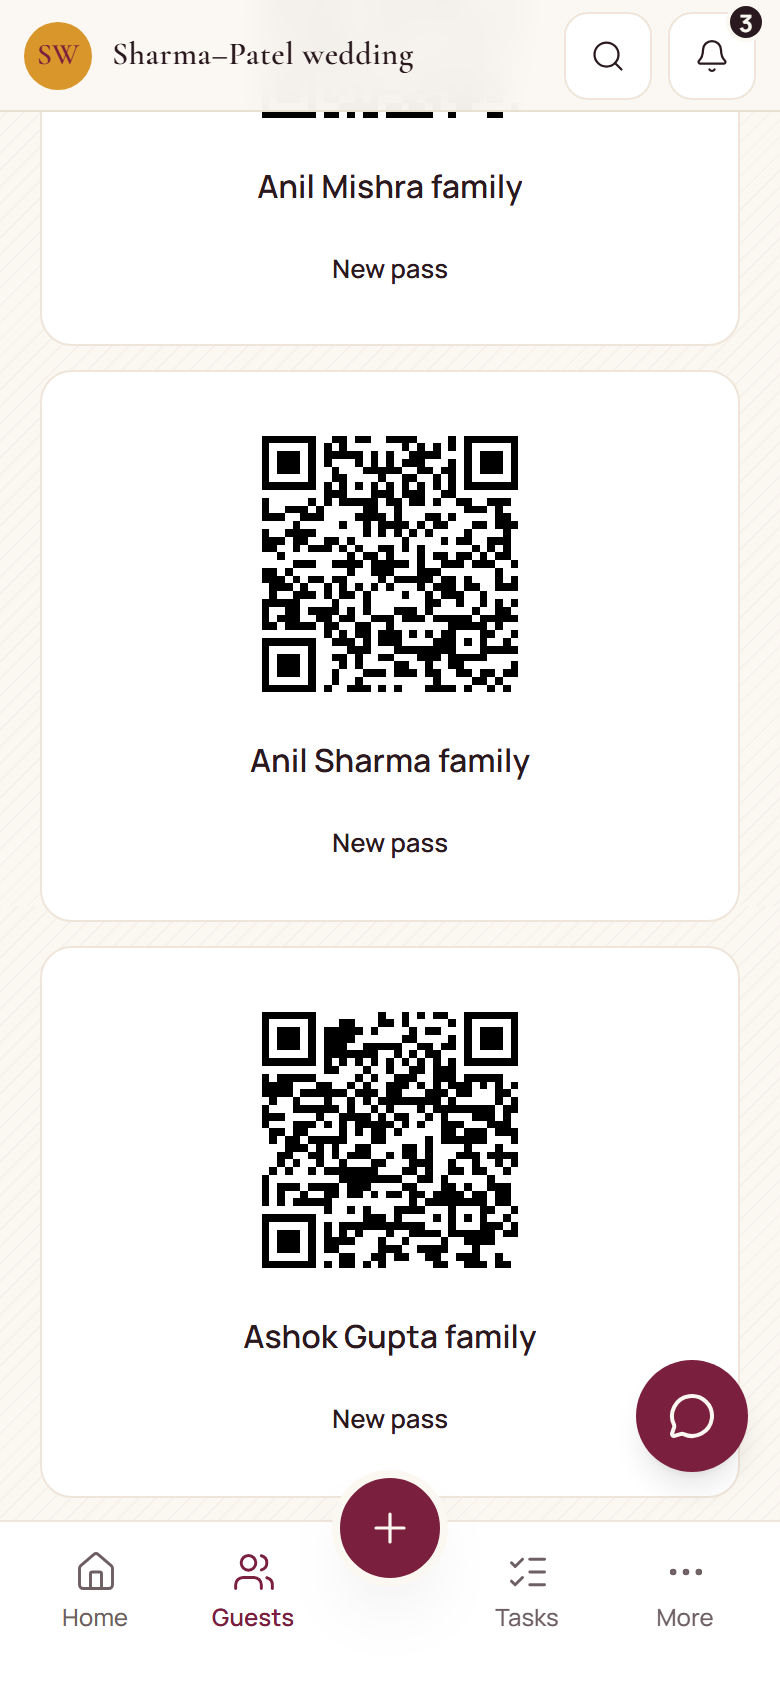 SW
Sharma–Patel wedding
3
Anil Mishra family
New pass
Anil Sharma family
New pass
Ashok Gupta family
New pass
Home
Guests
Tasks
More